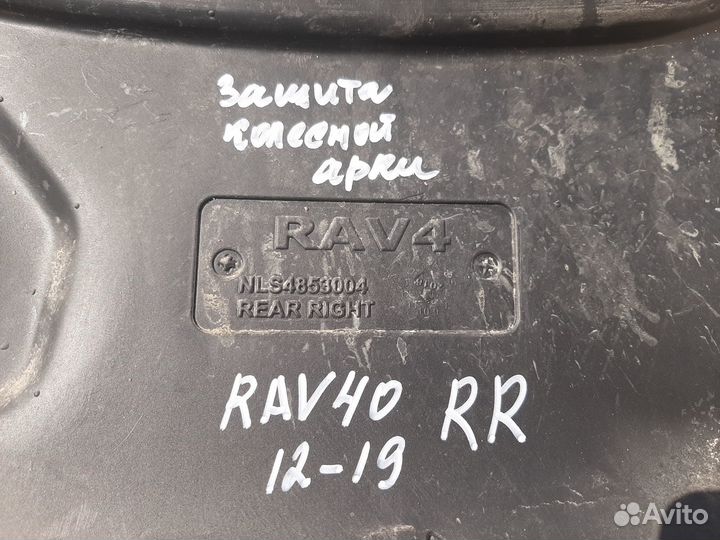 защита
колесной
арки
RAV4
NLS4853004
REAR RIGHT
RAV40 RR
12-19
Avito